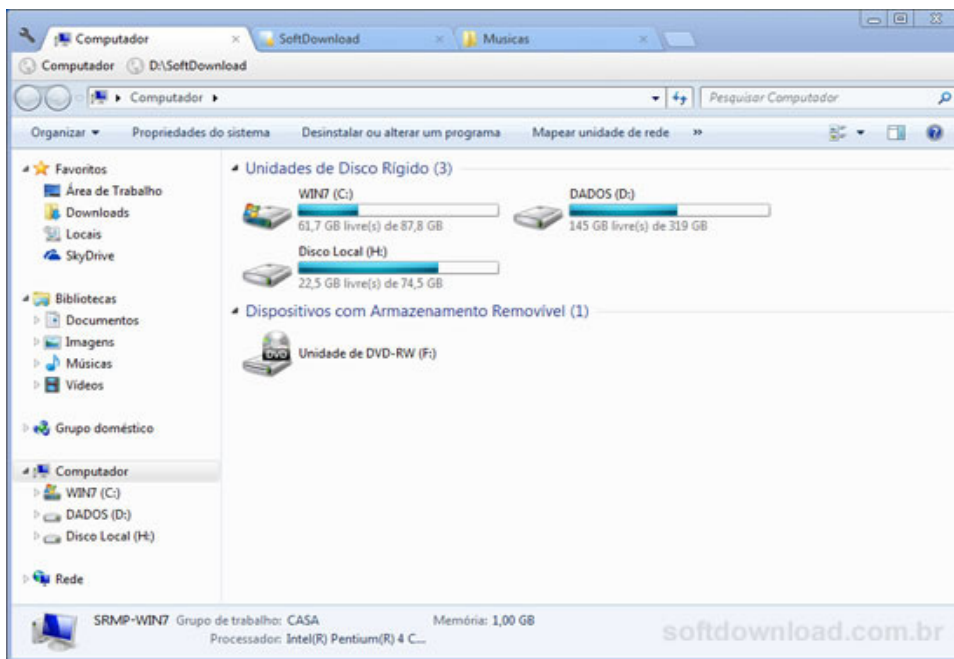 Computador
SoftDownload
Musicas
Computador D:\SoftDownload
Computador
Pesquisar Computador
Organizar Propriedades do sistema Desinstalar ou alterar um programa Mapear unidade de rede »
Favoritos
Área de Trabalho
Downloads
Locais
SkyDrive
Bibliotecas
Documentos
Imagens
Músicas
Vídeos
Grupo doméstico
Computador
WIN7 (C:)
DADOS (D:)
Disco Local (H:)
Rede
Unidades de Disco Rígido (3)
WIN7 (C:)
61,7 GB livre(s) de 87,8 GB
DADOS (D:)
145 GB livre(s) de 319 GB
Disco Local (H:)
22,5 GB livre(s) de 74,5 GB
Dispositivos com Armazenamento Removível (1)
DVD
Unidade de DVD-RW (F:)
SRMP-WIN7 Grupo de trabalho: CASA Memória: 1,00 GB
Processador: Intel(R) Pentium(R) 4 C...
softdownload.com.br